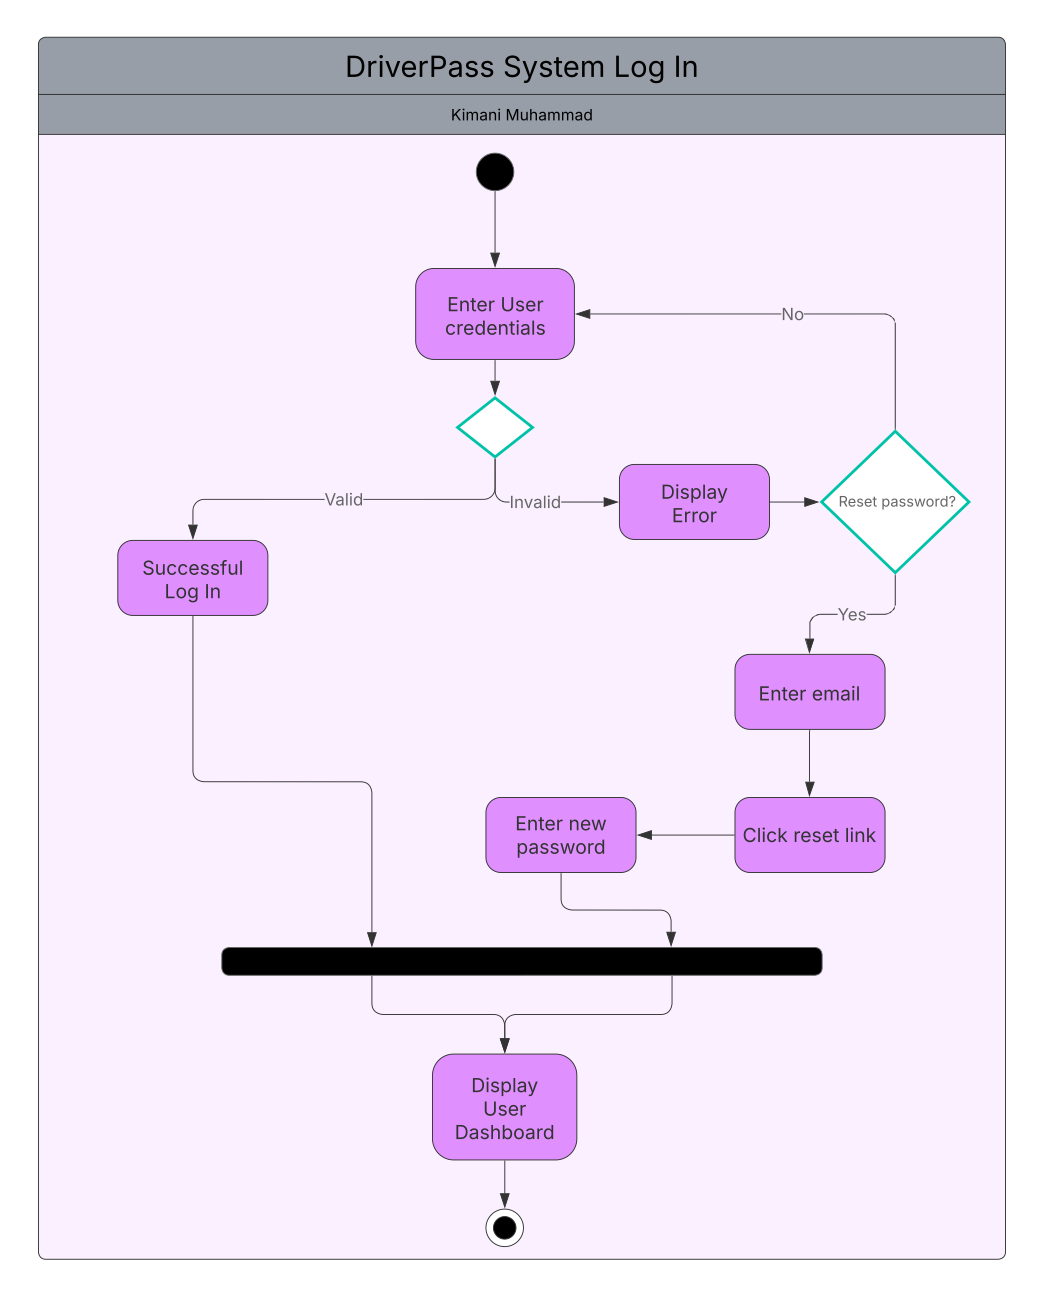 DriverPass System Log In
Kimani Muhammad
Enter User
credentials
No
Valid
Invalid
Display
Error
Reset password?
Successful
Log In
Yes
Enter email
Enter new
password
Click reset link
Display
User
Dashboard